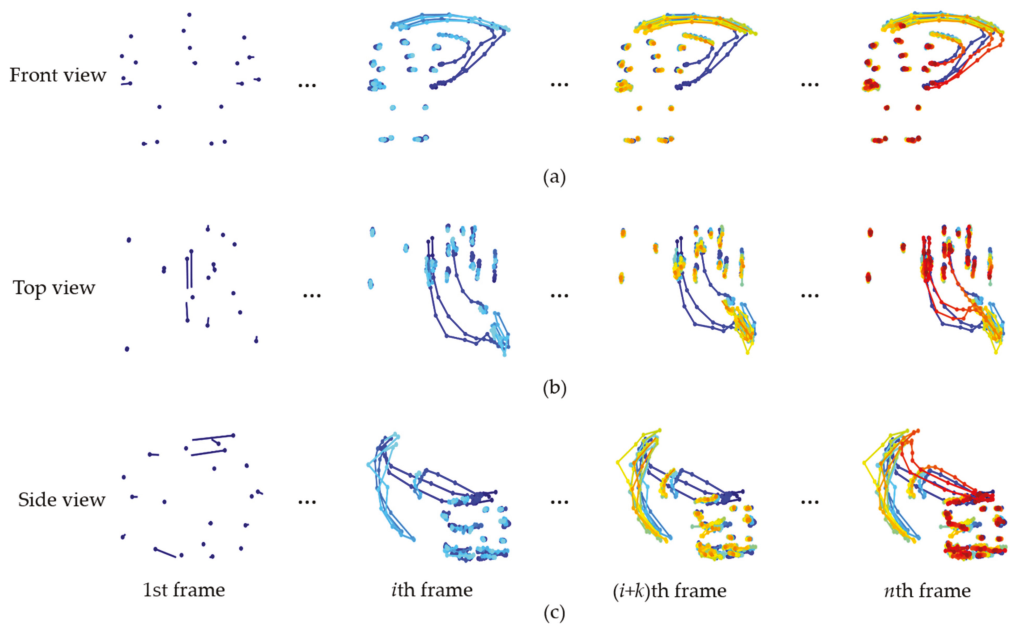 Front view
... ... ...
(a)
Top view
... ... ...
(b)
Side view
... ... ...
1st frame ith frame (i+k)th frame nth frame
(c)